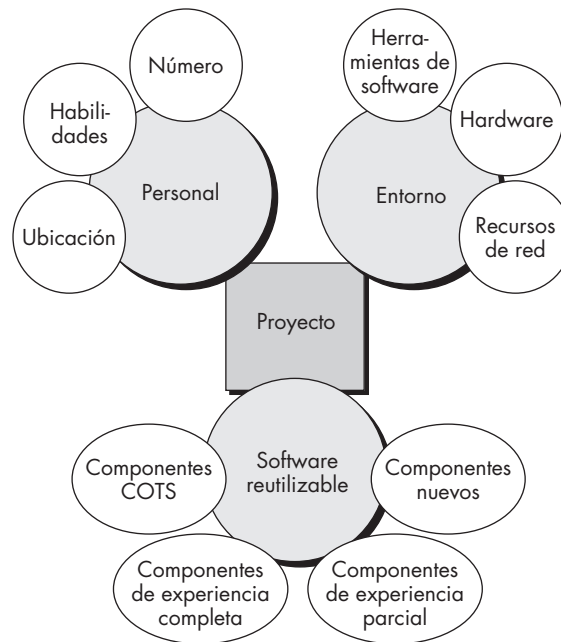 Número
Habili-
dades
Ubicación
Personal
Herra-
mientas de
software
Hardware
Recursos
de red
Entorno
Proyecto
Software
reutilizable
Componentes
COTS
Componentes
de experiencia
completa
Componentes
de experiencia
parcial
Componentes
nuevos